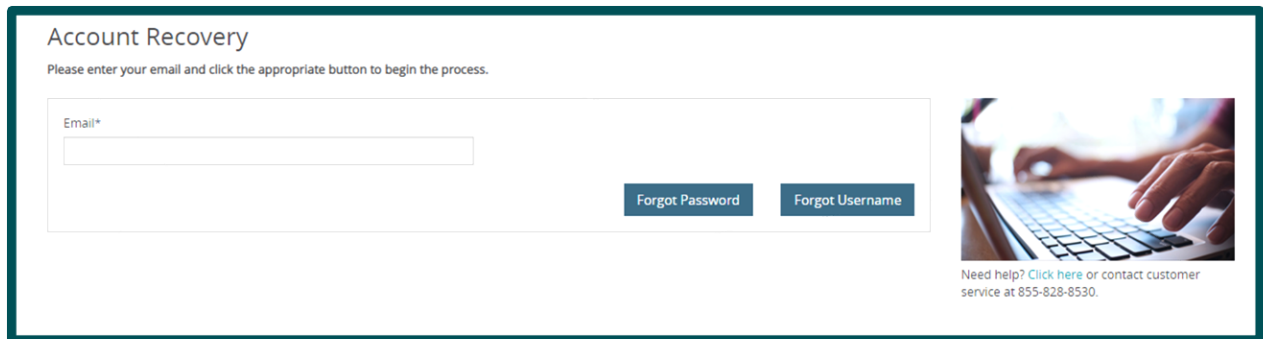 Account Recovery
Please enter your email and click the appropriate button to begin the process.
Email*
Forgot Password
Forgot Username
Need help? Click here or contact customer
service at 855-828-8530.